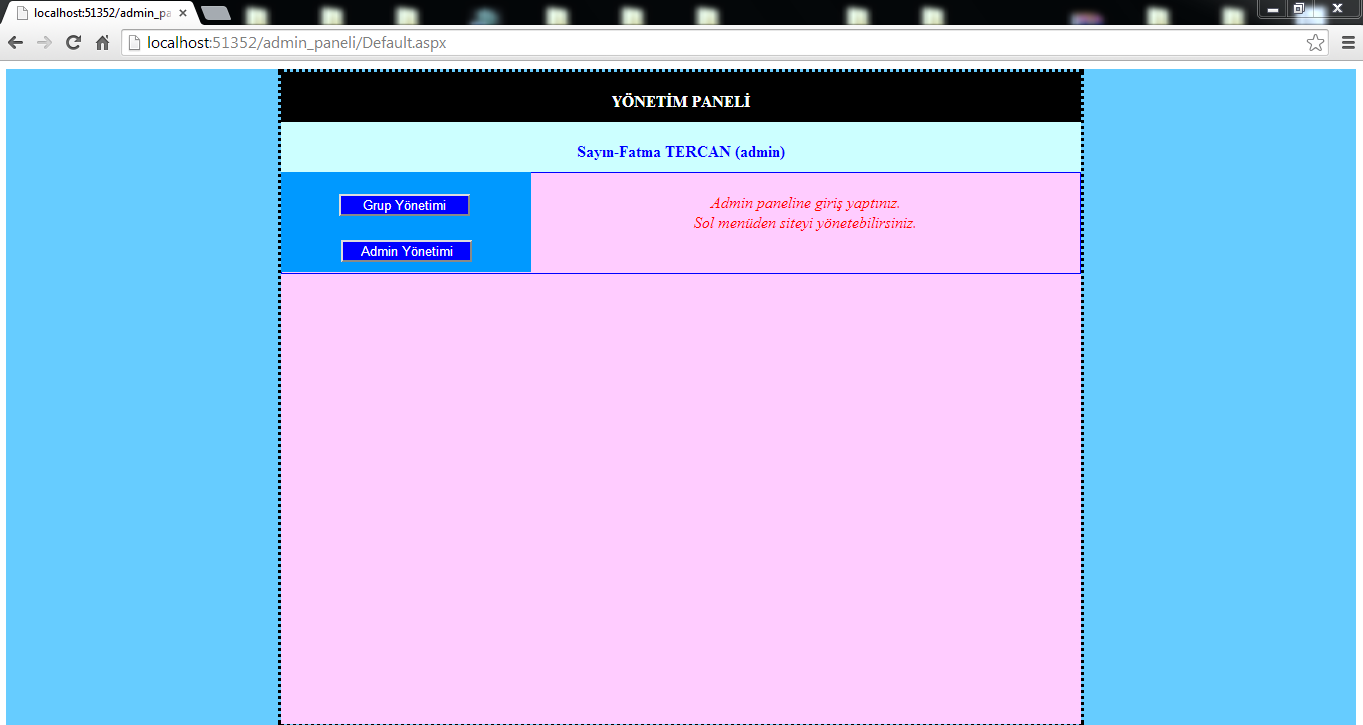 localhost:51352/admin_pa
localhost:51352/admin_paneli/Default.aspx
YÖNETİM PANELİ
Sayın-Fatma TERCAN (admin)
Grup Yönetimi
Admin Yönetimi
Admin paneline giriş yaptınız.
Sol menüden siteyi yönetebilirsiniz.